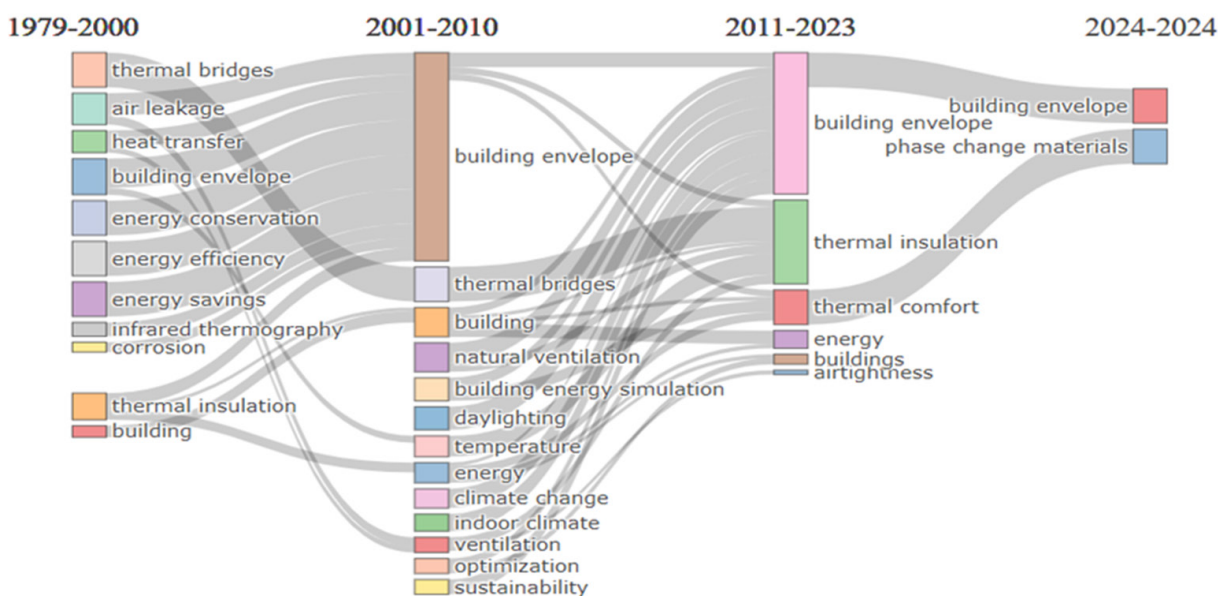 1979-2000
2001-2010
2011-2023
2024-2024
thermal bridges
air leakage
heat transfer
building envelope
energy conservation
energy efficiency
energy savings
infrared thermography
corrosion
thermal insulation
building
building envelope
thermal bridges
building
natural ventilation
building energy simulation
daylighting
temperature
energy
climate change
indoor climate
ventilation
optimization
sustainability
building envelope
thermal insulation
thermal comfort
energy
buildings
airtightness
building envelope
phase change materials